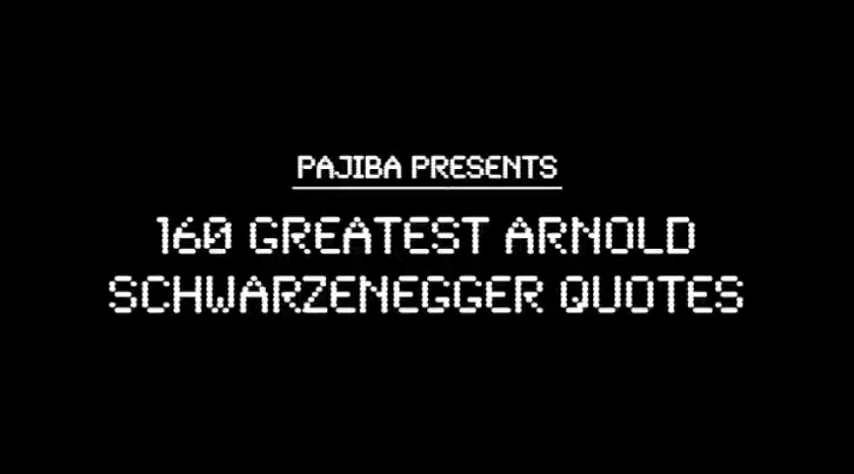 PAJIBA PRESENTS
160 GREATEST ARNOLD
SCHWARZENEGGER QUOTES